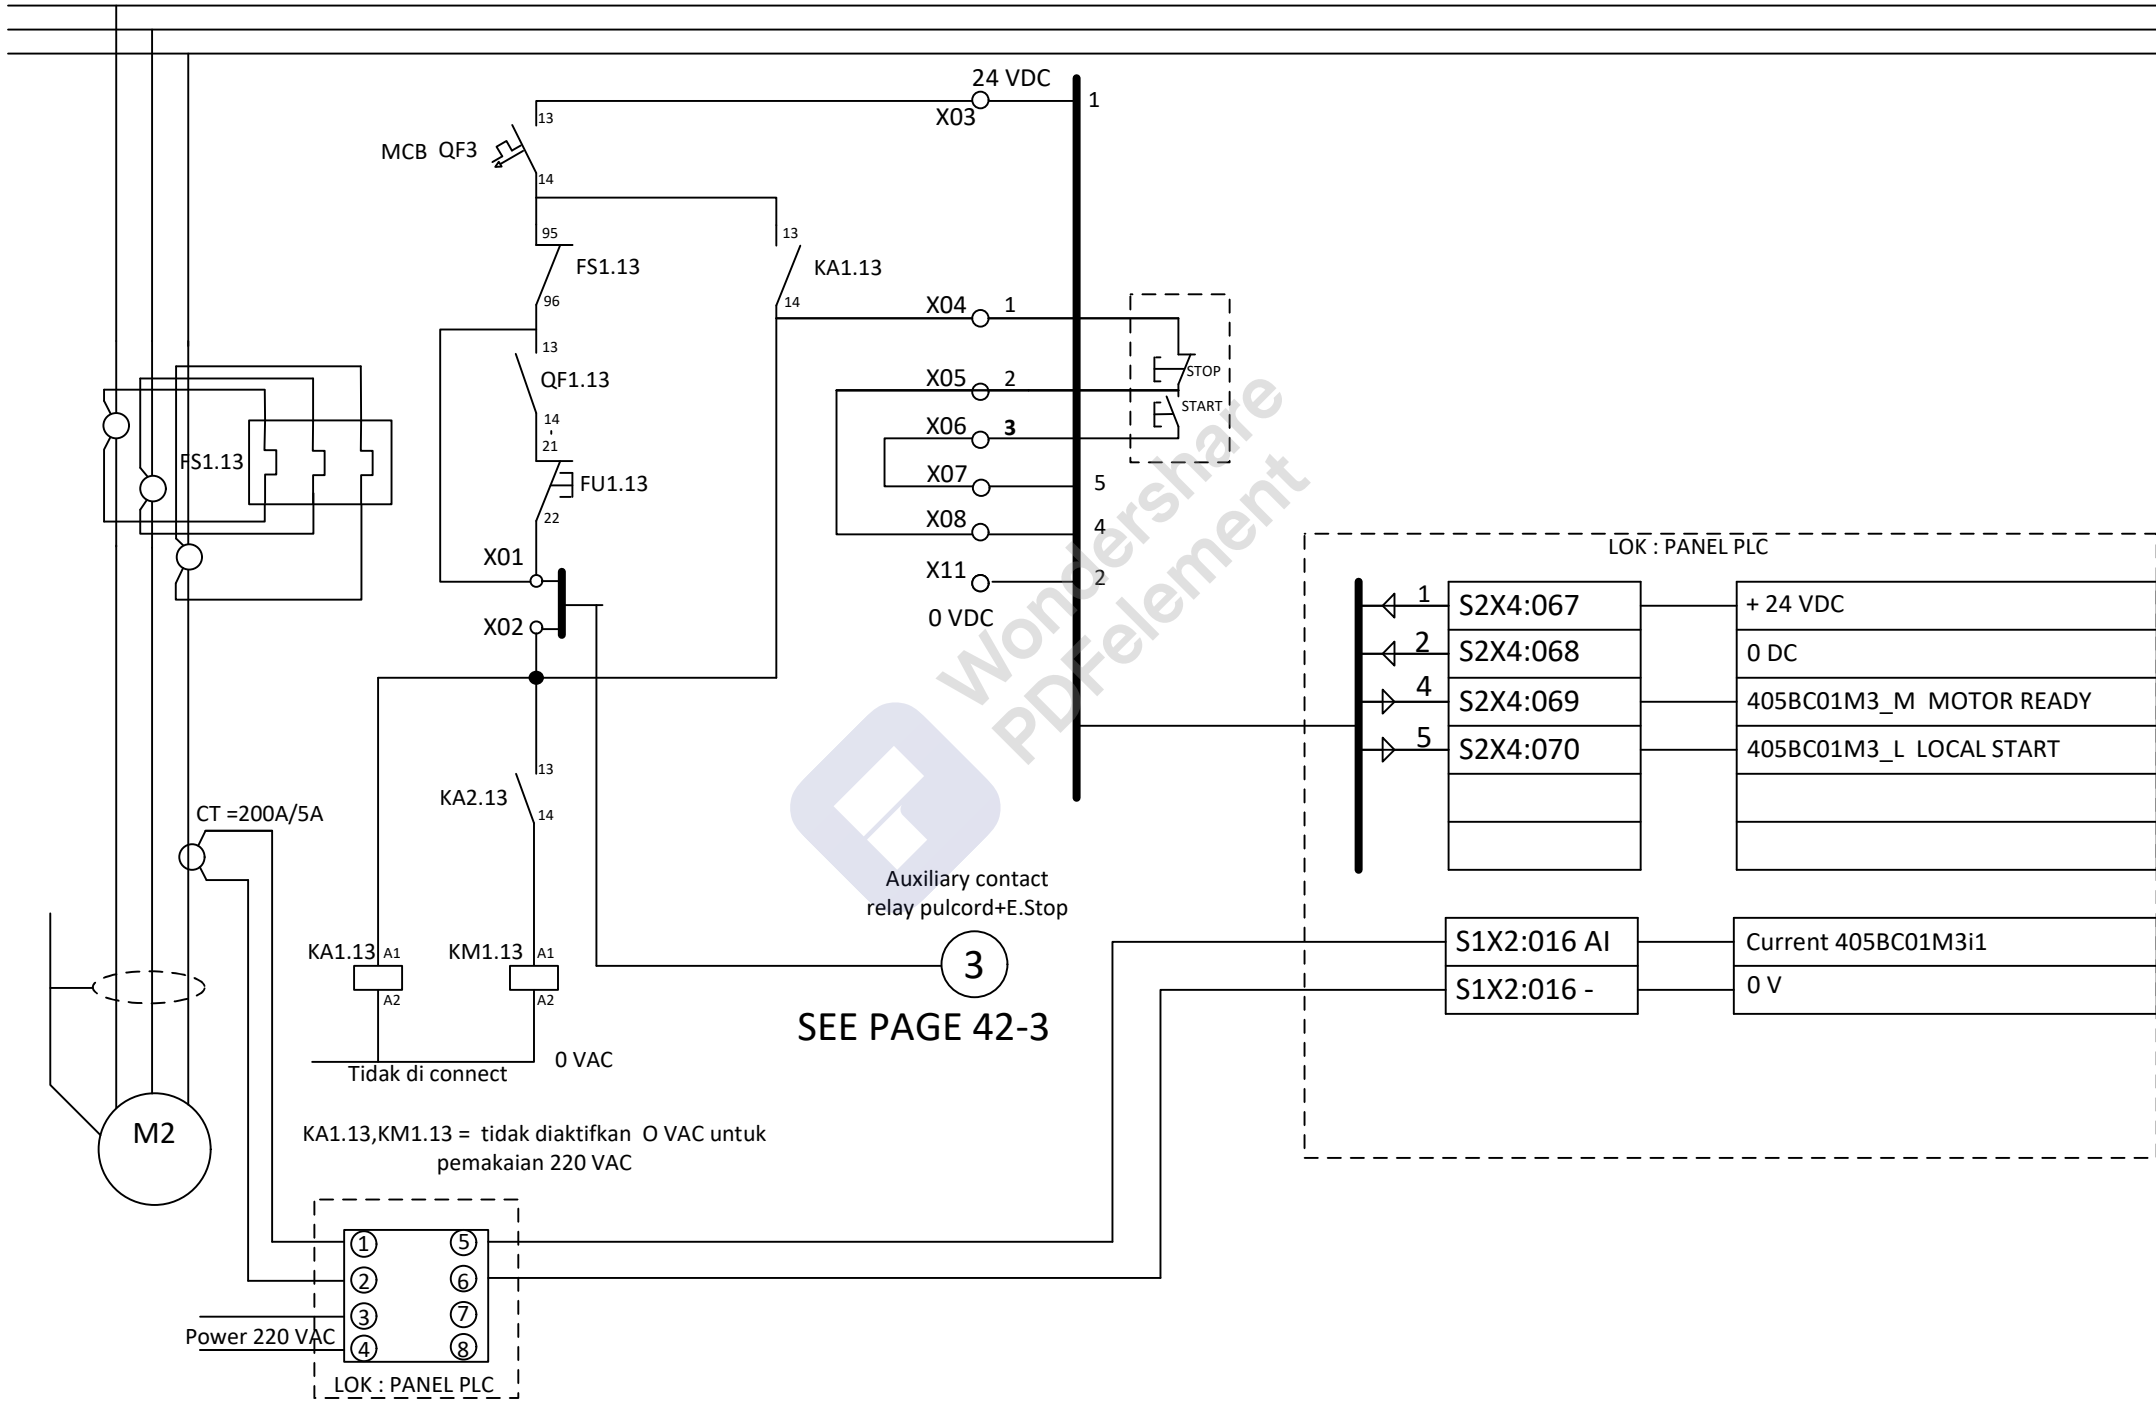 24 VDC
X03
1
13
MCB QF3
14
95
FS1.13
96
13
KA1.13
14
X04 1
13
QF1.13
14
21
FU1.13
22
X05 2
X06 3
X07 5
X08 4
X11 2
0 VDC
STOP
START
FS1.13
X01
X02
13
KA2.13
14
CT =200A/5A
KA1.13 A1
A2
KM1.13 A1
A2
0 VAC
Tidak di connect
Auxiliary contact
relay pulcord+E.Stop
3
SEE PAGE 42-3
M2
KA1.13,KM1.13 = tidak diaktifkan O VAC untuk
pemakaian 220 VAC
1 5
2 6
3 7
4 8
Power 220 VAC
LOK : PANEL PLC
LOK : PANEL PLC
1 S2X4:067 + 24 VDC
2 S2X4:068 0 DC
4 S2X4:069 405BC01M3_M MOTOR READY
5 S2X4:070 405BC01M3_L LOCAL START
S1X2:016 AI Current 405BC01M3i1
S1X2:016 - 0 V
Wondershare
PDFelement